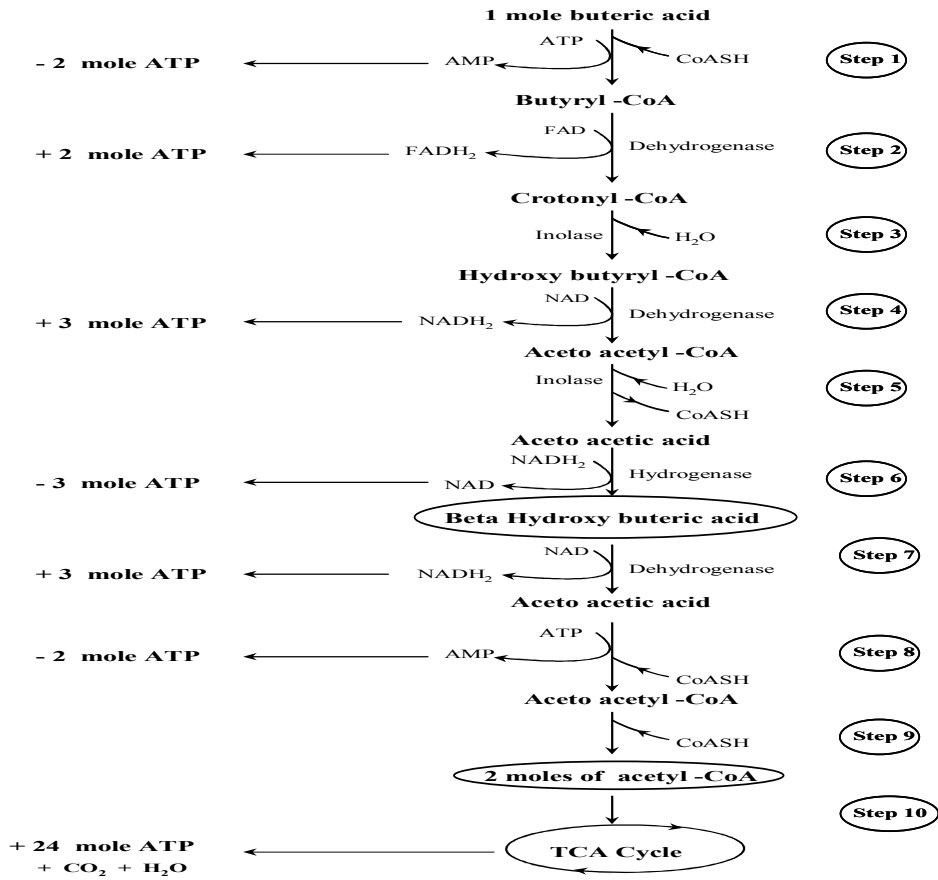 1 mole buteric acid
ATP
CoASH
AMP
- 2 mole ATP
Step 1
Butyryl -CoA
FAD
Dehydrogenase
FADH₂
+ 2 mole ATP
Step 2
Crotonyl -CoA
Inolase
H₂O
Step 3
Hydroxy butyryl -CoA
NAD
Dehydrogenase
NADH₂
+ 3 mole ATP
Step 4
Aceto acetyl -CoA
Inolase
H₂O
CoASH
Step 5
Aceto acetic acid
NADH₂
Hydrogenase
NAD
- 3 mole ATP
Step 6
Beta Hydroxy buteric acid
NAD
Dehydrogenase
NADH₂
+ 3 mole ATP
Step 7
Aceto acetic acid
ATP
AMP
- 2 mole ATP
CoASH
Step 8
Aceto acetyl -CoA
CoASH
Step 9
2 moles of acetyl -CoA
Step 10
TCA Cycle
+ 24 mole ATP
+ CO₂ + H₂O